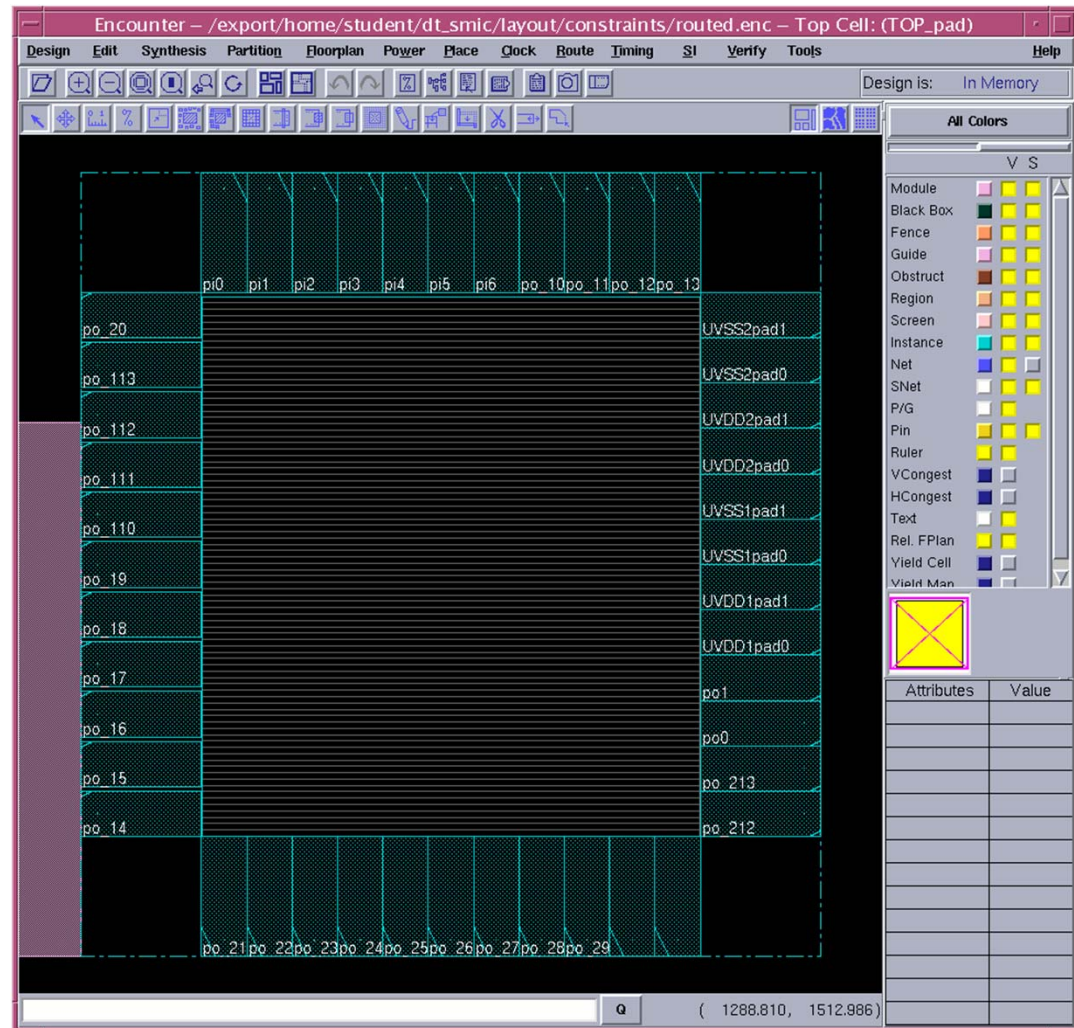 Encounter – /export/home/student/dt_smic/layout/constraints/routed.enc – Top Cell: (TOP_pad)
Design Edit Synthesis Partition Floorplan Power Place Clock Route Timing SI Verify Tools Help
Design is: In Memory
All Colors
V S
Module
Black Box
Fence
Guide
Obstruct
Region
Screen
Instance
Net
SNet
P/G
Pin
Ruler
VCongest
HCongest
Text
Rel. FPlan
Yield Cell
Yield Map
Attributes Value
pi0 pi1 pi2 pi3 pi4 pi5 pi6 po_10 po_11 po_12 po_13
po_20
po_113
po_112
po_111
po_110
po_19
po_18
po_17
po_16
po_15
po_14
UVSS2pad1
UVSS2pad0
UVDD2pad1
UVDD2pad0
UVSS1pad1
UVSS1pad0
UVDD1pad1
UVDD1pad0
po1
po0
po_213
po_212
po_21 po_22 po_23 po_24 po_25 po_26 po_27 po_28 po_29
Q ( 1288.810, 1512.986)